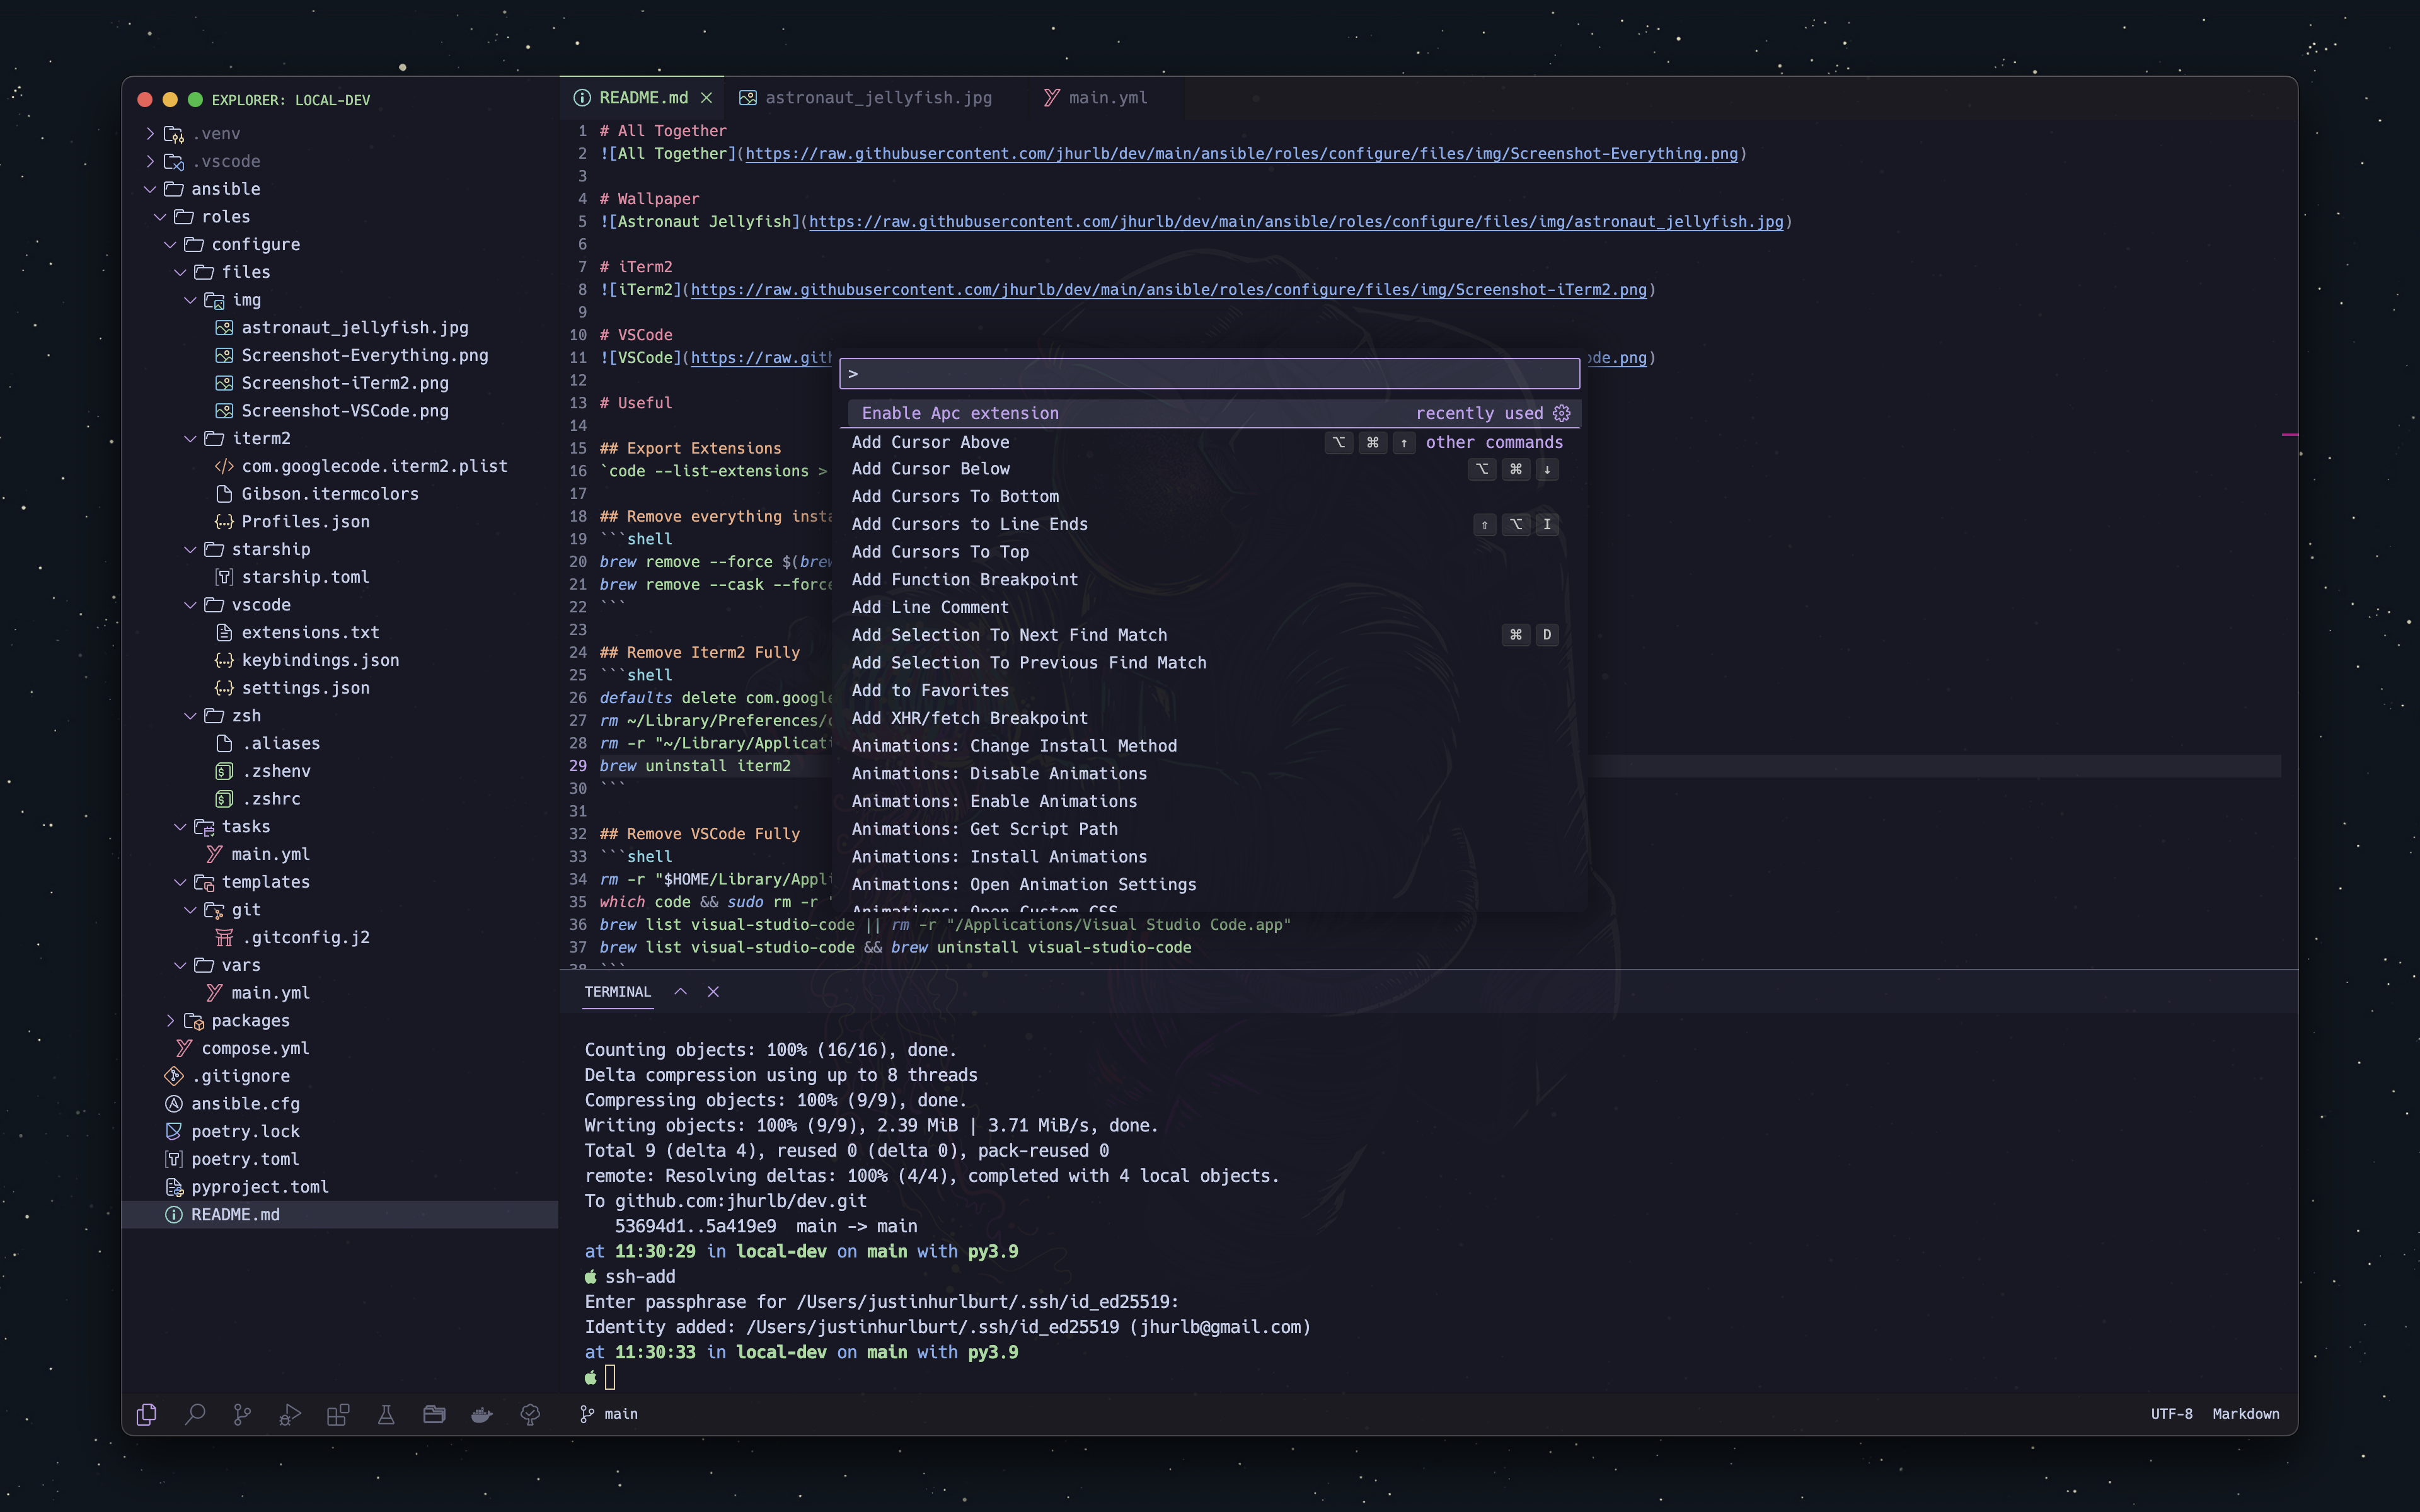 EXPLORER: LOCAL-DEV
.venv
.vscode
ansible
roles
configure
files
img
astronaut_jellyfish.jpg
Screenshot-Everything.png
Screenshot-iTerm2.png
Screenshot-VSCode.png
iterm2
com.googlecode.iterm2.plist
Gibson.itermcolors
Profiles.json
starship
starship.toml
vscode
extensions.txt
keybindings.json
settings.json
zsh
.aliases
.zshenv
.zshrc
tasks
main.yml
templates
git
.gitconfig.j2
vars
main.yml
packages
compose.yml
.gitignore
ansible.cfg
poetry.lock
poetry.toml
pyproject.toml
README.md
README.md astronaut_jellyfish.jpg main.yml
1 # All Together
2 ![All Together](https://raw.githubusercontent.com/jhurlb/dev/main/ansible/roles/configure/files/img/Screenshot-Everything.png)
3
4 # Wallpaper
5 ![Astronaut Jellyfish](https://raw.githubusercontent.com/jhurlb/dev/main/ansible/roles/configure/files/img/astronaut_jellyfish.jpg)
6
7 # iTerm2
8 ![iTerm2](https://raw.githubusercontent.com/jhurlb/dev/main/ansible/roles/configure/files/img/Screenshot-iTerm2.png)
9
10 # VSCode
11 ![VSCode](https://raw.gith ode.png)
12
13 # Useful
14
15 ## Export Extensions
16 `code --list-extensions >
17
18 ## Remove everything insta
19 ```shell
20 brew remove --force $(brew
21 brew remove --cask --force
22 ```
23
24 ## Remove Iterm2 Fully
25 ```shell
26 defaults delete com.google
27 rm ~/Library/Preferences/
28 rm -r "~/Library/Applicati
29 brew uninstall iterm2
30 ```
31
32 ## Remove VSCode Fully
33 ```shell
34 rm -r "$HOME/Library/Appli
35 which code && sudo rm -r
36 brew list visual-studio-code || rm -r "/Applications/Visual Studio Code.app"
37 brew list visual-studio-code && brew uninstall visual-studio-code
38 ```
>
Enable Apc extension recently used
Add Cursor Above ⌥ ⌘ ↑ other commands
Add Cursor Below ⌥ ⌘ ↓
Add Cursors To Bottom
Add Cursors to Line Ends ⇧ ⌥ I
Add Cursors To Top
Add Function Breakpoint
Add Line Comment
Add Selection To Next Find Match ⌘ D
Add Selection To Previous Find Match
Add to Favorites
Add XHR/fetch Breakpoint
Animations: Change Install Method
Animations: Disable Animations
Animations: Enable Animations
Animations: Get Script Path
Animations: Install Animations
Animations: Open Animation Settings
Animations: Open Custom CSS
TERMINAL
Counting objects: 100% (16/16), done.
Delta compression using up to 8 threads
Compressing objects: 100% (9/9), done.
Writing objects: 100% (9/9), 2.39 MiB | 3.71 MiB/s, done.
Total 9 (delta 4), reused 0 (delta 0), pack-reused 0
remote: Resolving deltas: 100% (4/4), completed with 4 local objects.
To github.com:jhurlb/dev.git
53694d1..5a419e9 main -> main
at 11:30:29 in local-dev on main with py3.9
ssh-add
Enter passphrase for /Users/justinhurlburt/.ssh/id_ed25519:
Identity added: /Users/justinhurlburt/.ssh/id_ed25519 (jhurlb@gmail.com)
at 11:30:33 in local-dev on main with py3.9
main
UTF-8 Markdown